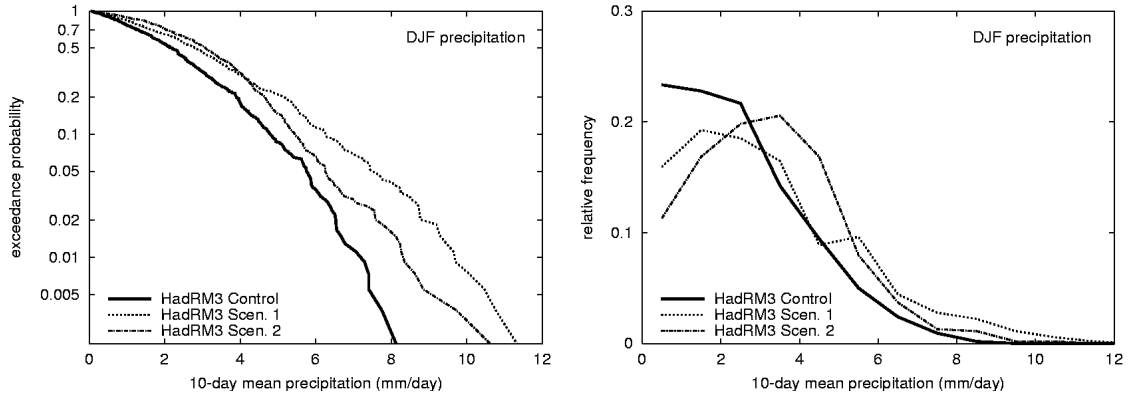 1
0.7
0.5
0.2
0.1
0.05
0.02
0.01
0.005
exceedance probability
DJF precipitation
HadRM3 Control
HadRM3 Scen. 1
HadRM3 Scen. 2
0 2 4 6 8 10 12
10-day mean precipitation (mm/day)
0.3
0.2
0.1
0
relative frequency
DJF precipitation
HadRM3 Control
HadRM3 Scen. 1
HadRM3 Scen. 2
0 2 4 6 8 10 12
10-day mean precipitation (mm/day)